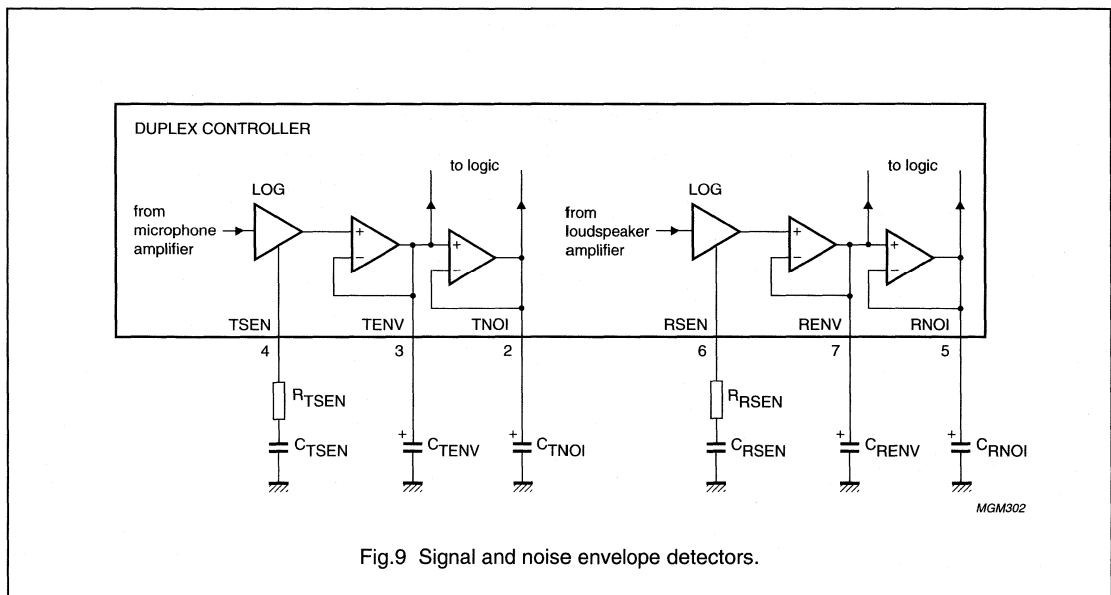 DUPLEX CONTROLLER
to logic
to logic
LOG
LOG
from
microphone
amplifier
from
loudspeaker
amplifier
+
−
+
−
+
−
+
−
TSEN
TENV
TNOI
RSEN
RENV
RNOI
4
3
2
6
7
5
RTSEN
RRSEN
CTSEN
+
CTENV
+
CTNOI
CRSEN
+
CRENV
+
CRNOI
MGM302
Fig.9 Signal and noise envelope detectors.